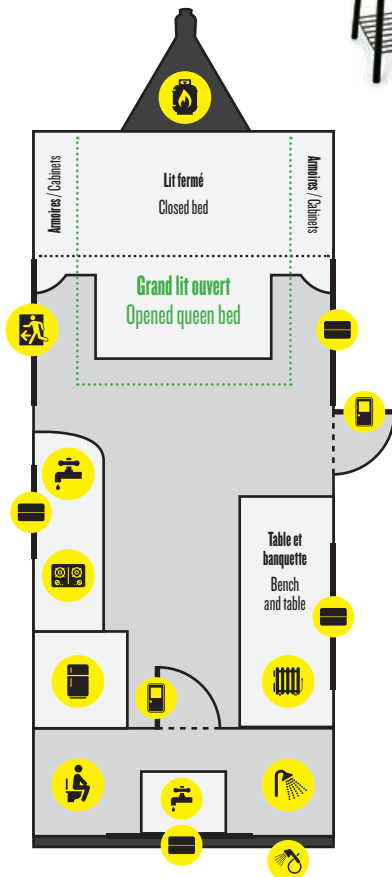 Armoires / Cabinets
Lit fermé
Closed bed
Armoires / Cabinets
Grand lit ouvert
Opened queen bed
Table et
banquette
Bench
and table